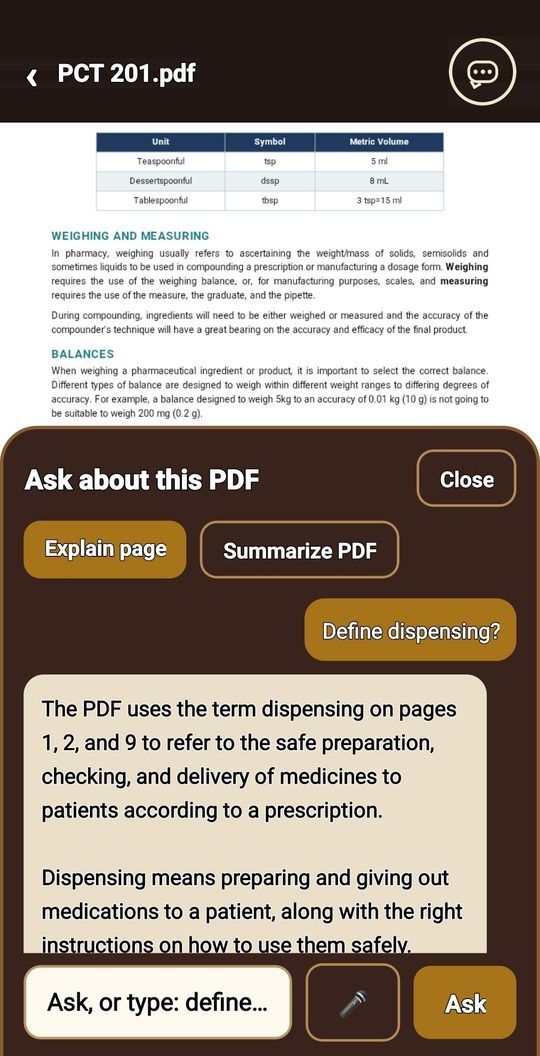 ‹ PCT 201.pdf
Unit Symbol Metric Volume
Teaspoonful tsp 5 ml
Dessertspoonful dssp 8 mL
Tablespoonful tbsp 3 tsp=15 ml
WEIGHING AND MEASURING
In pharmacy, weighing usually refers to ascertaining the weight/mass of solids, semisolids and
sometimes liquids to be used in compounding a prescription or manufacturing a dosage form. Weighing
requires the use of the weighing balance, or, for manufacturing purposes, scales, and measuring
requires the use of the measure, the graduate, and the pipette.
During compounding, ingredients will need to be either weighed or measured and the accuracy of the
compounder's technique will have a great bearing on the accuracy and efficacy of the final product.
BALANCES
When weighing a pharmaceutical ingredient or product, it is important to select the correct balance.
Different types of balance are designed to weigh within different weight ranges to differing degrees of
accuracy. For example, a balance designed to weigh 5kg to an accuracy of 0.01 kg (10 g) is not going to
be suitable to weigh 200 mg (0.2 g).
Ask about this PDF
Close
Explain page
Summarize PDF
Define dispensing?
The PDF uses the term dispensing on pages
1, 2, and 9 to refer to the safe preparation,
checking, and delivery of medicines to
patients according to a prescription.
Dispensing means preparing and giving out
medications to a patient, along with the right
instructions on how to use them safely.
Ask, or type: define...
Ask